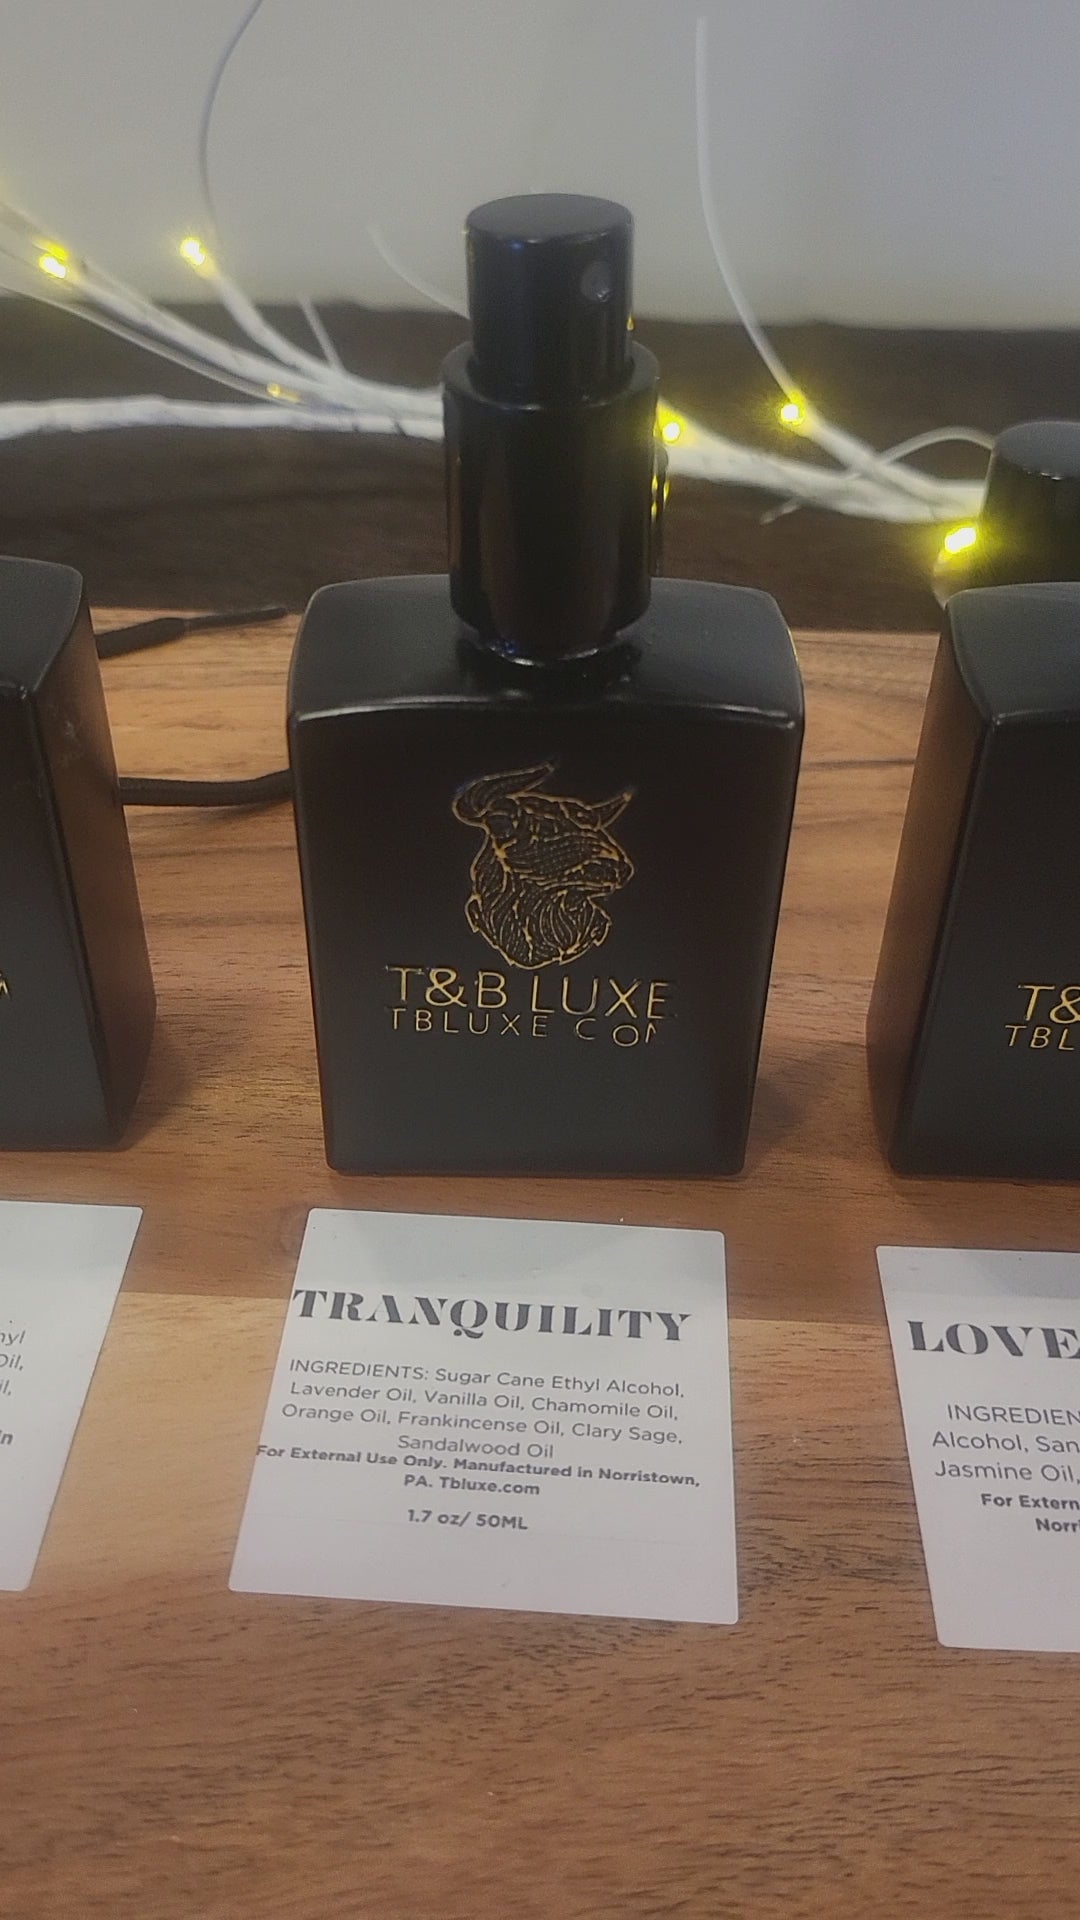 T&B LUXE
TBLUXE COM
T&
TBL
TRANQUILITY
INGREDIENTS: Sugar Cane Ethyl Alcohol,
Lavender Oil, Vanilla Oil, Chamomile Oil,
Orange Oil, Frankincense Oil, Clary Sage,
Sandalwood Oil
For External Use Only. Manufactured in Norristown,
PA. Tbluxe.com
1.7 oz/ 50ML
Oil,
LOVE
INGREDIEN
Alcohol, San
Jasmine Oil,
For Extern
Norri